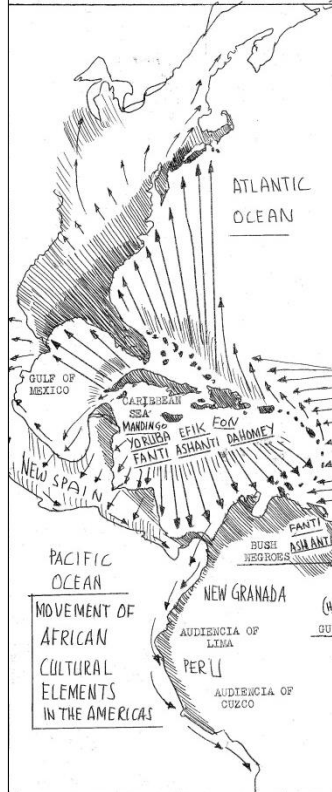 ATLANTIC
OCEAN
GULF OF
MEXICO
CARIBBEAN
SEA
MANDINGO
YORUBA EFIK FON
FANTI ASHANTI DAHOMEY
NEW SPAIN
FANTI
ASHANTI
BUSH
NEGROES
PACIFIC
OCEAN
NEW GRANADA
MOVEMENT OF
AFRICAN
CULTURAL
ELEMENTS
IN THE AMERICAS
AUDIENCIA OF
LIMA
PERU
AUDIENCIA OF
CUZCO
GU